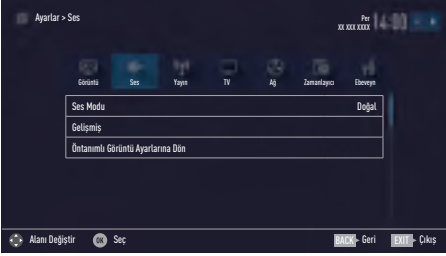 Ayarlar > Ses
Per
XX XXX XXXX
14:00
Görüntü
Ses
Yayın
TV
Ağ
Zamanlayıcı
Ebeveyn
Ses Modu
Doğal
Gelişmiş
Öntanımlı Görüntü Ayarlarına Dön
Alanı Değiştir
OK
Seç
BACK
Geri
EXIT
Çıkış